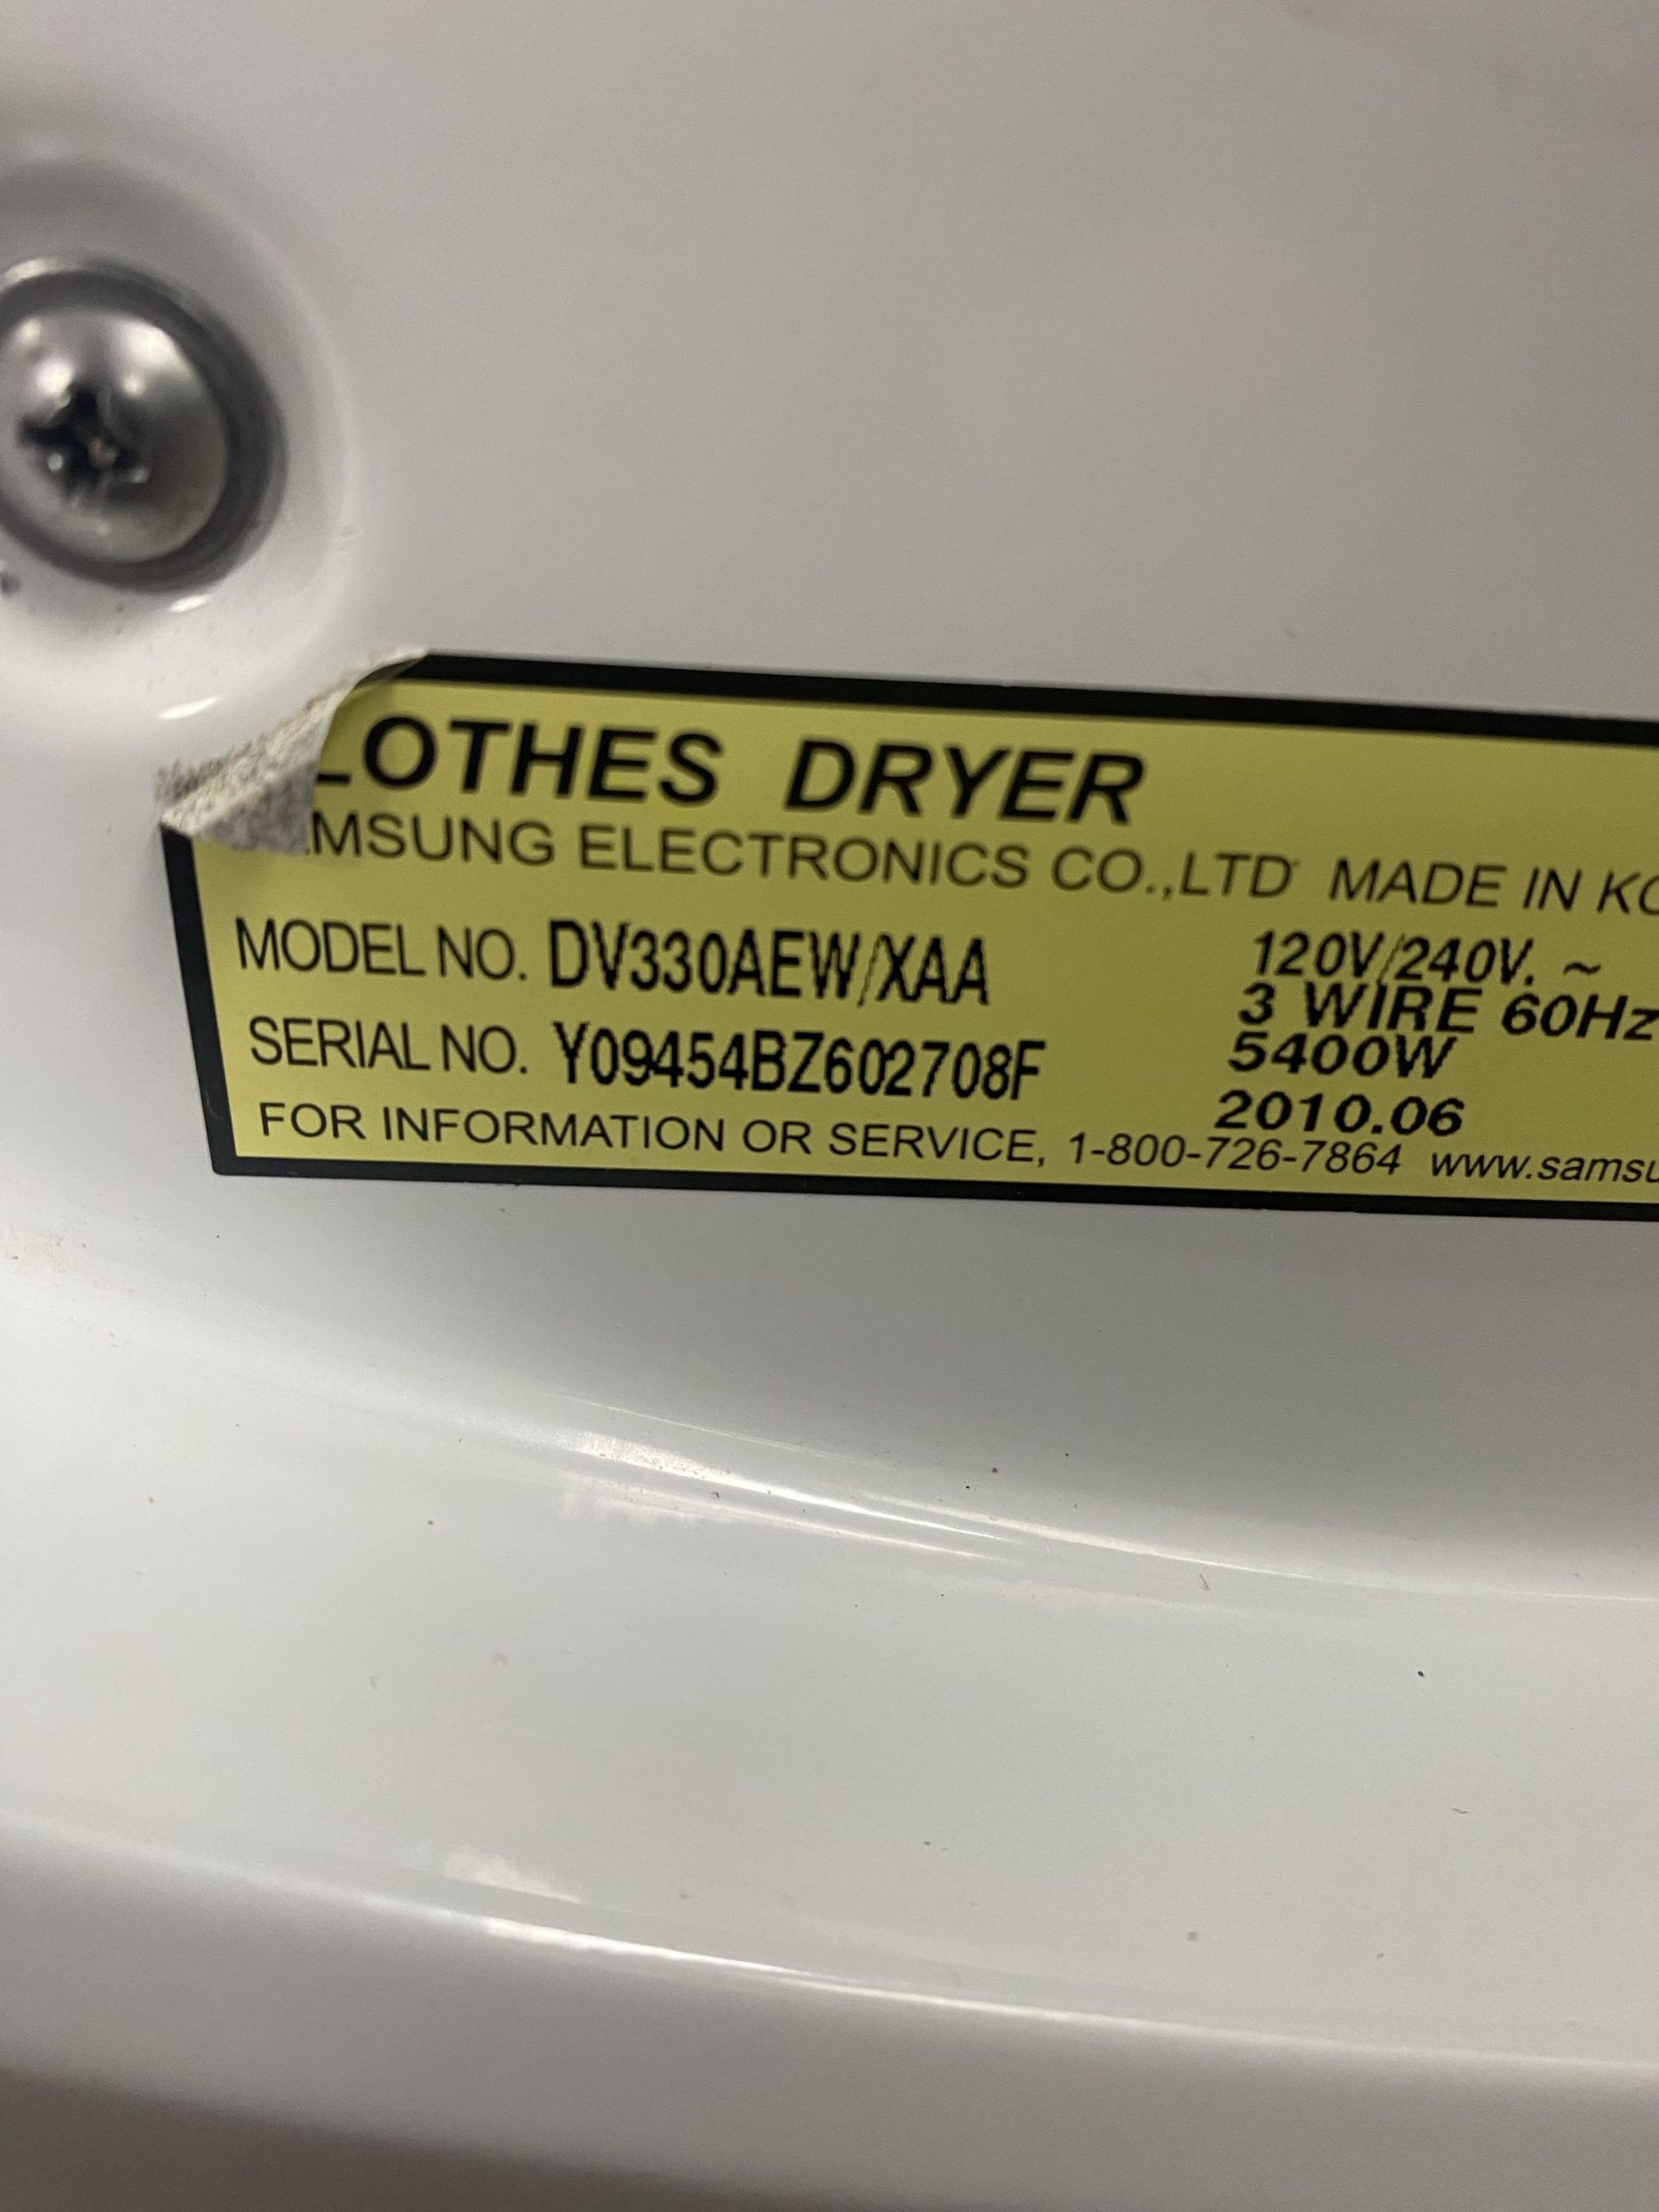 LOTHES DRYER
MSUNG ELECTRONICS CO.,LTD MADE IN KO
MODEL NO. DV330AEW/XAA
120V/240V. ~
3 WIRE 60Hz
SERIAL NO. Y09454BZ602708F
5400W
2010.06
FOR INFORMATION OR SERVICE, 1-800-726-7864 www.samsu